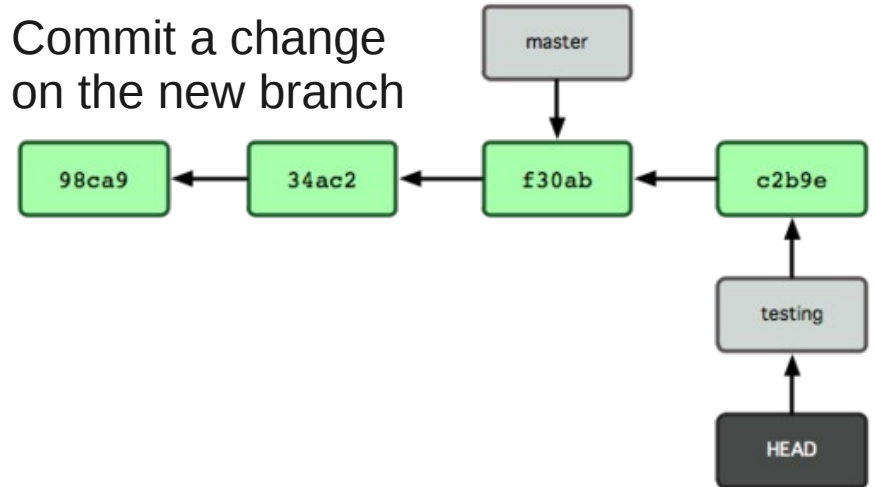 Commit a change
on the new branch
master
98ca9
34ac2
f30ab
c2b9e
testing
HEAD